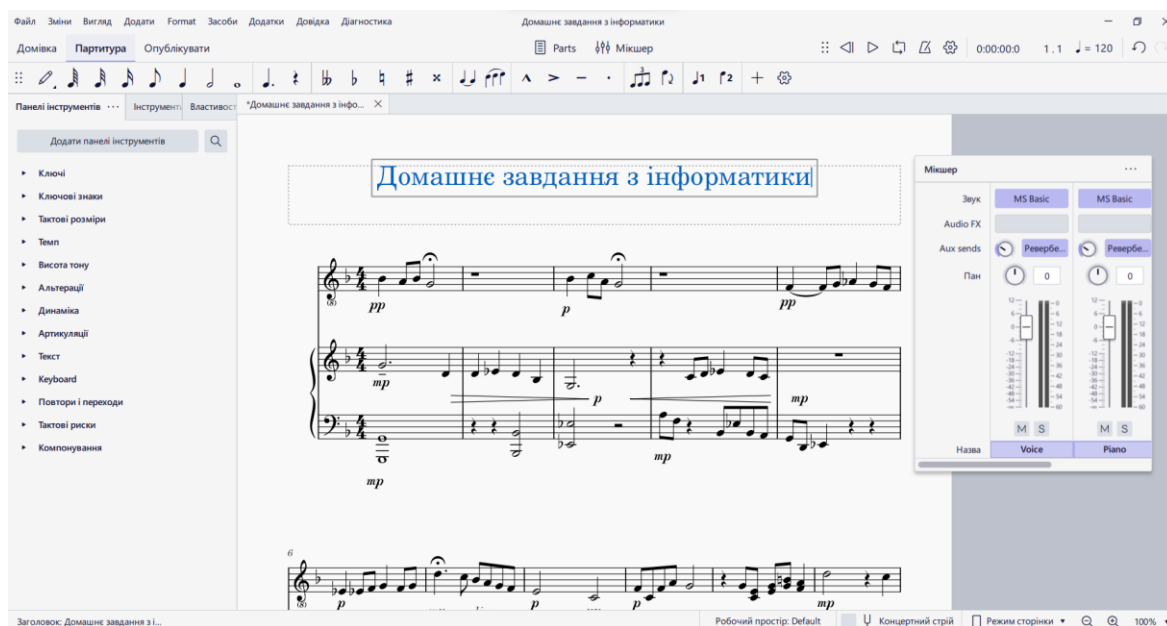 Файл Зміни Вигляд Додати Format Засоби Додатки Довідка Діагностика Домашнє завдання з інформатики
Домівка Партитура Опублікувати Parts Мікшер 0:00:00:0 1 . 1 = 120
Панелі інструментів Інструмент Властивос *Домашнє завдання з інфо...
Додати панелі інструментів
Ключі
Ключові знаки
Тактові розміри
Темп
Висота тону
Альтерації
Динаміка
Артикуляції
Текст
Keyboard
Повтори і переходи
Тактові риски
Компонування
Домашнє завдання з інформатики
pp p pp
mp p mp
mp mp
6
p p p mp
Мікшер
Звук MS Basic MS Basic
Audio FX
Aux sends Ревербе... Ревербе...
Пан 0 0
M S M S
Назва Voice Piano
Заголовок: Домашнє завдання з і... Робочий простір: Default Концертний стрій Режим сторінки 100%